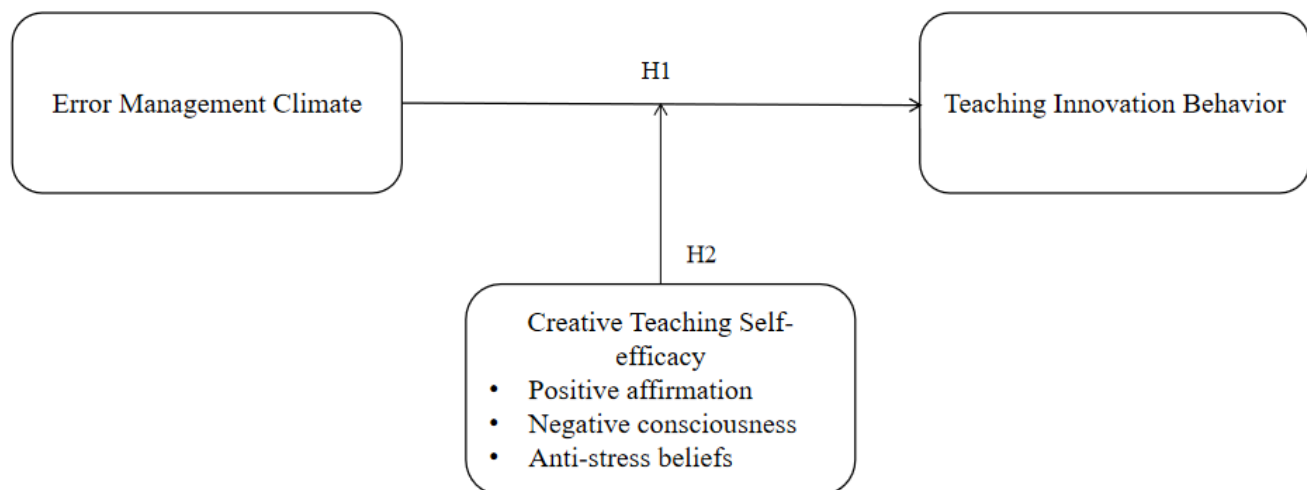 Error Management Climate
H1
Teaching Innovation Behavior
H2
Creative Teaching Self-
efficacy
• Positive affirmation
• Negative consciousness
• Anti-stress beliefs